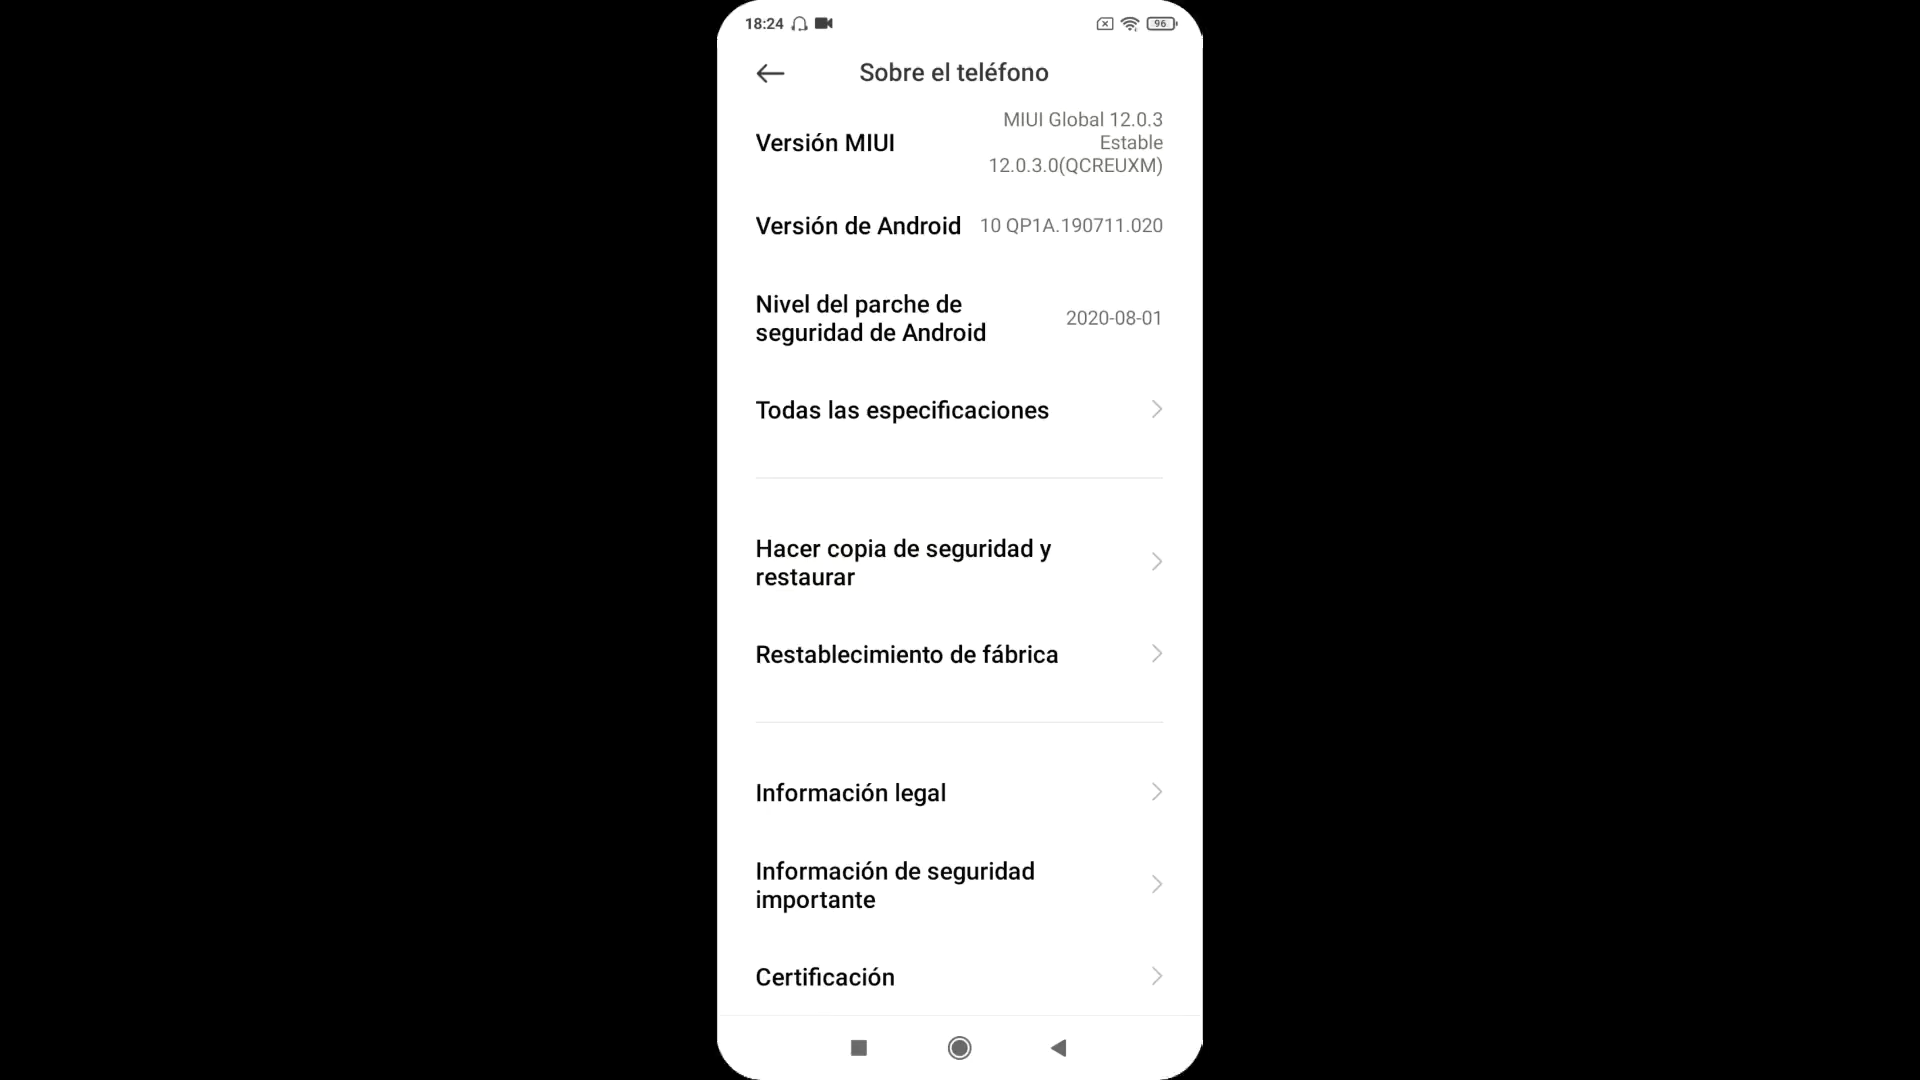 18:24
96
Sobre el teléfono
Versión MIUI
MIUI Global 12.0.3
Estable
12.0.3.0(QCREUXM)
Versión de Android
10 QP1A.190711.020
Nivel del parche de
seguridad de Android
2020-08-01
Todas las especificaciones
Hacer copia de seguridad y
restaurar
Restablecimiento de fábrica
Información legal
Información de seguridad
importante
Certificación